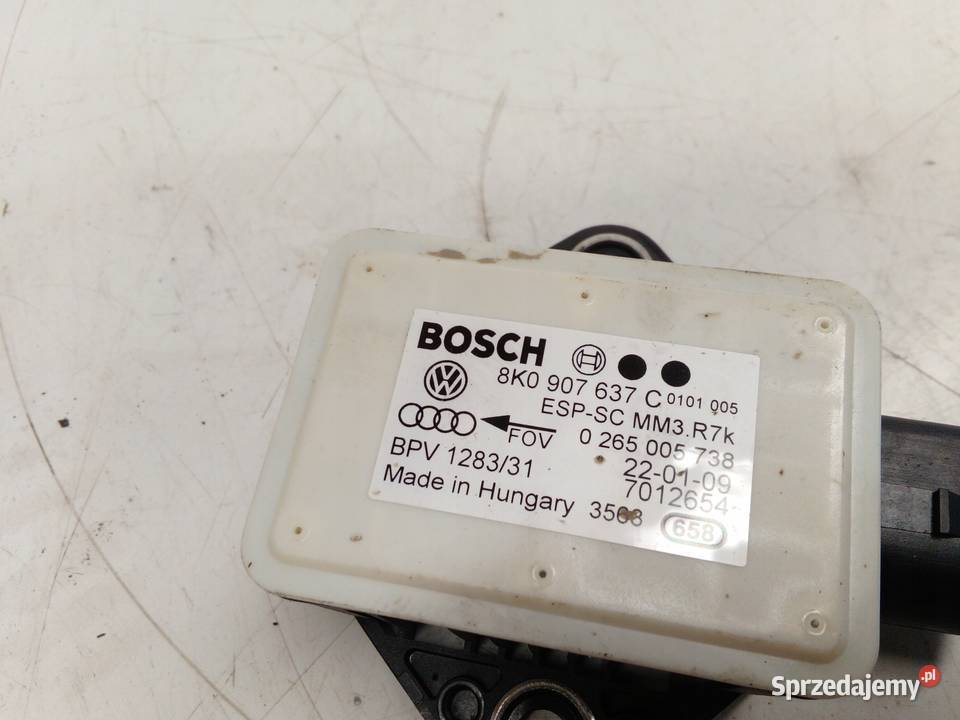 BOSCH
8K0 907 637 C 0101 005
ESP-SC MM3.R7k
FOV 0 265 005 738
BPV 1283/31 22-01-09
7012654
Made in Hungary 3568 658
Sprzedajemy.pl